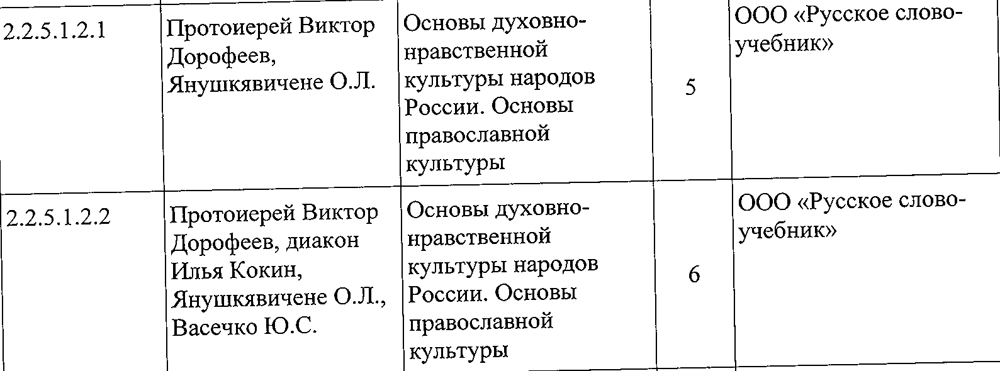 2.2.5.1.2.1
Протоиерей Виктор
Дорофеев,
Янушкявичене О.Л.
Основы духовно-
нравственной
культуры народов
России. Основы
православной
культуры
5
ООО «Русское слово-
учебник»
2.2.5.1.2.2
Протоиерей Виктор
Дорофеев, диакон
Илья Кокин,
Янушкявичене О.Л.,
Васечко Ю.С.
Основы духовно-
нравственной
культуры народов
России. Основы
православной
культуры
6
ООО «Русское слово-
учебник»